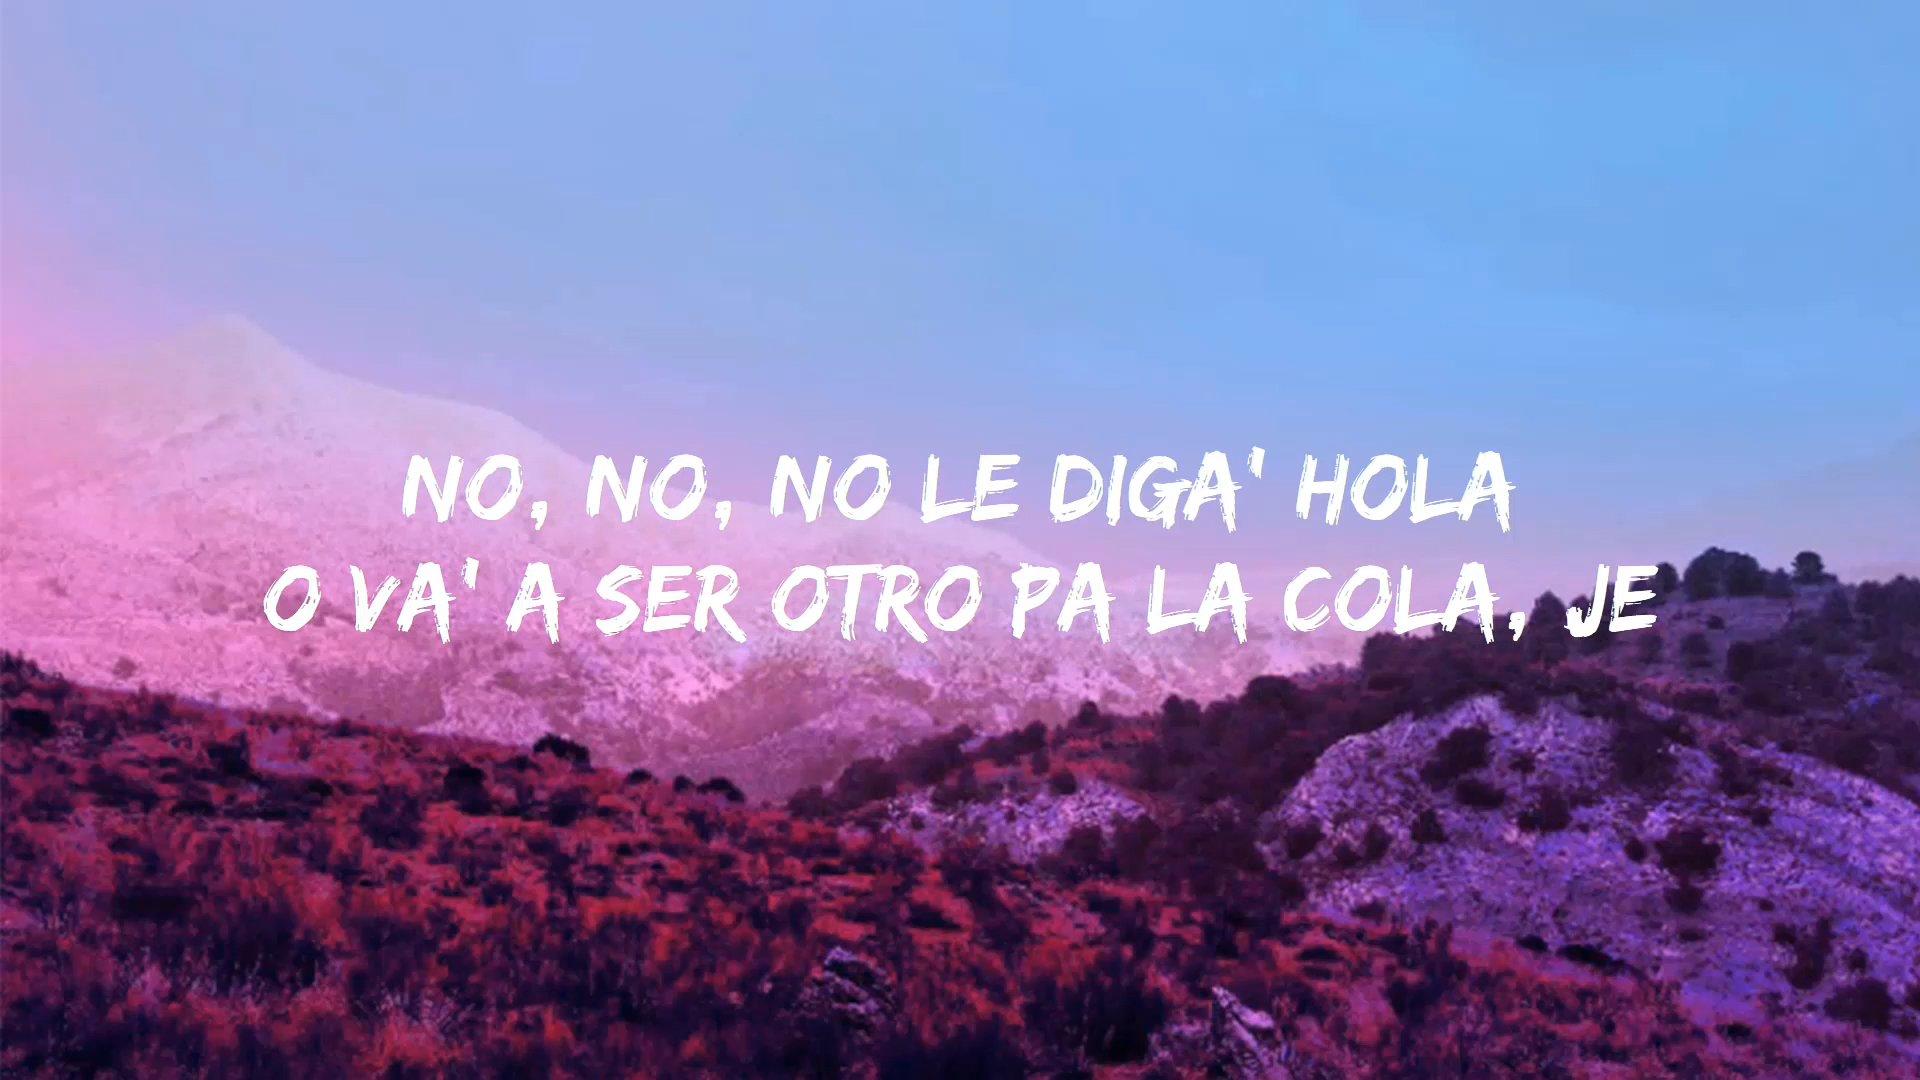 NO, NO, NO LE DIGA' HOLA
O VA' A SER OTRO PA LA COLA, JE